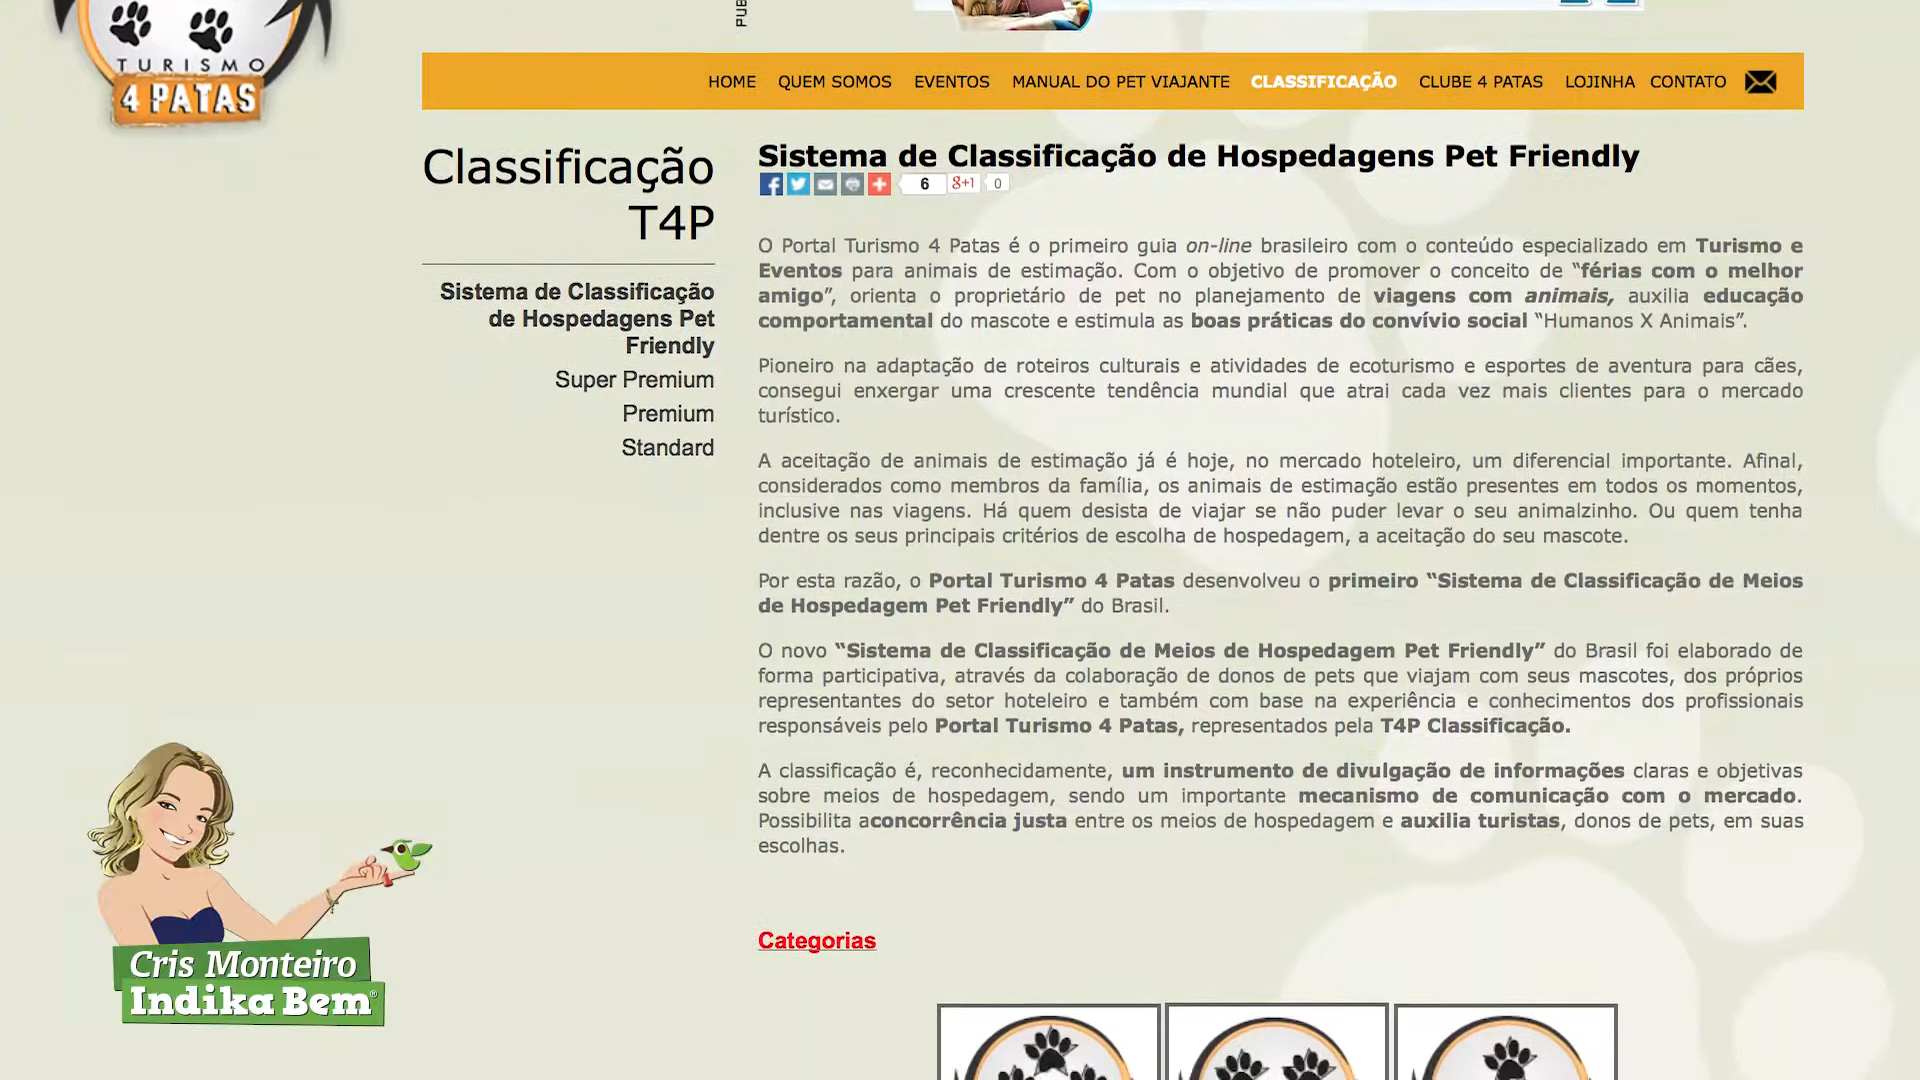 TURISMO
4 PATAS
PUB
HOME QUEM SOMOS EVENTOS MANUAL DO PET VIAJANTE CLASSIFICAÇÃO CLUBE 4 PATAS LOJINHA CONTATO
Classificação
T4P
Sistema de Classificação
de Hospedagens Pet
Friendly
Super Premium
Premium
Standard
Sistema de Classificação de Hospedagens Pet Friendly
6 g+1 0
O Portal Turismo 4 Patas é o primeiro guia on-line brasileiro com o conteúdo especializado em Turismo e
Eventos para animais de estimação. Com o objetivo de promover o conceito de “férias com o melhor
amigo”, orienta o proprietário de pet no planejamento de viagens com animais, auxilia educação
comportamental do mascote e estimula as boas práticas do convívio social “Humanos X Animais”.
Pioneiro na adaptação de roteiros culturais e atividades de ecoturismo e esportes de aventura para cães,
consegui enxergar uma crescente tendência mundial que atrai cada vez mais clientes para o mercado
turístico.
A aceitação de animais de estimação já é hoje, no mercado hoteleiro, um diferencial importante. Afinal,
considerados como membros da família, os animais de estimação estão presentes em todos os momentos,
inclusive nas viagens. Há quem desista de viajar se não puder levar o seu animalzinho. Ou quem tenha
dentre os seus principais critérios de escolha de hospedagem, a aceitação do seu mascote.
Por esta razão, o Portal Turismo 4 Patas desenvolveu o primeiro “Sistema de Classificação de Meios
de Hospedagem Pet Friendly” do Brasil.
O novo “Sistema de Classificação de Meios de Hospedagem Pet Friendly” do Brasil foi elaborado de
forma participativa, através da colaboração de donos de pets que viajam com seus mascotes, dos próprios
representantes do setor hoteleiro e também com base na experiência e conhecimentos dos profissionais
responsáveis pelo Portal Turismo 4 Patas, representados pela T4P Classificação.
A classificação é, reconhecidamente, um instrumento de divulgação de informações claras e objetivas
sobre meios de hospedagem, sendo um importante mecanismo de comunicação com o mercado.
Possibilita aconcorrência justa entre os meios de hospedagem e auxilia turistas, donos de pets, em suas
escolhas.
Categorias
Cris Monteiro
Indika Bem®